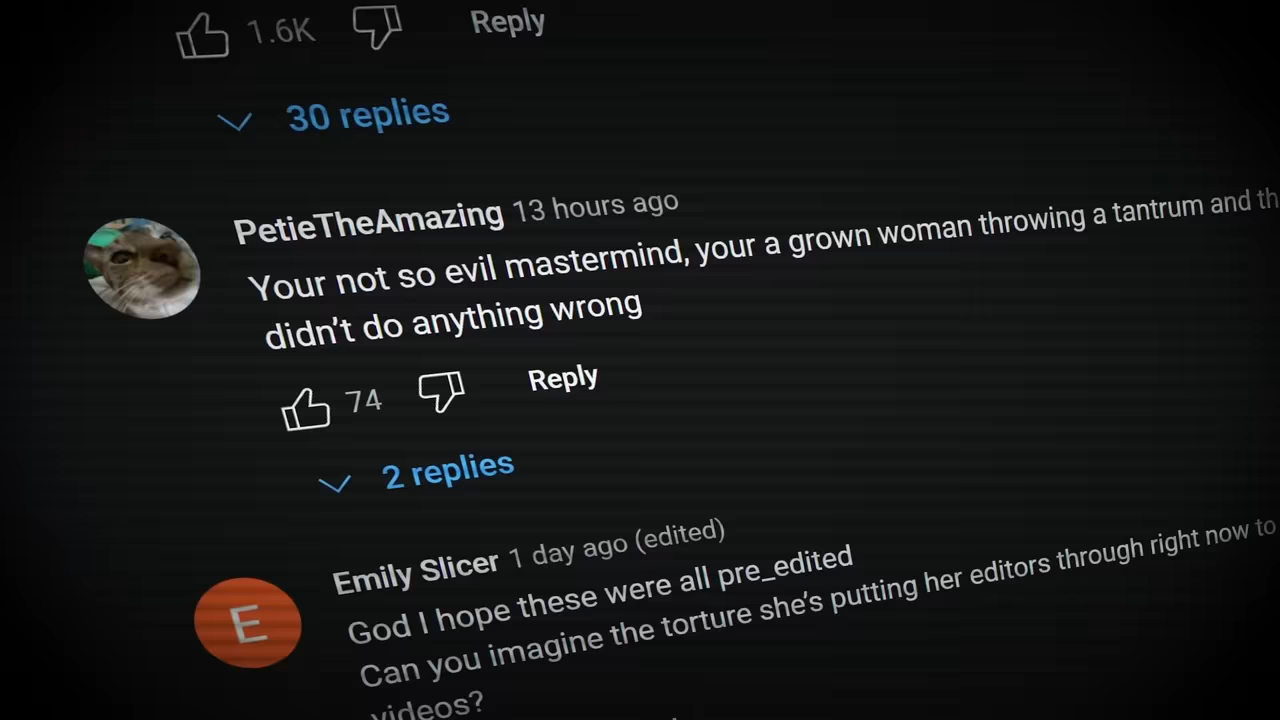 1.6K Reply
30 replies
PetieTheAmazing 13 hours ago
Your not so evil mastermind, your a grown woman throwing a tantrum and th
didn't do anything wrong
74 Reply
2 replies
E
Emily Slicer 1 day ago (edited)
God I hope these were all pre_edited
Can you imagine the torture she's putting her editors through right now to
videos?